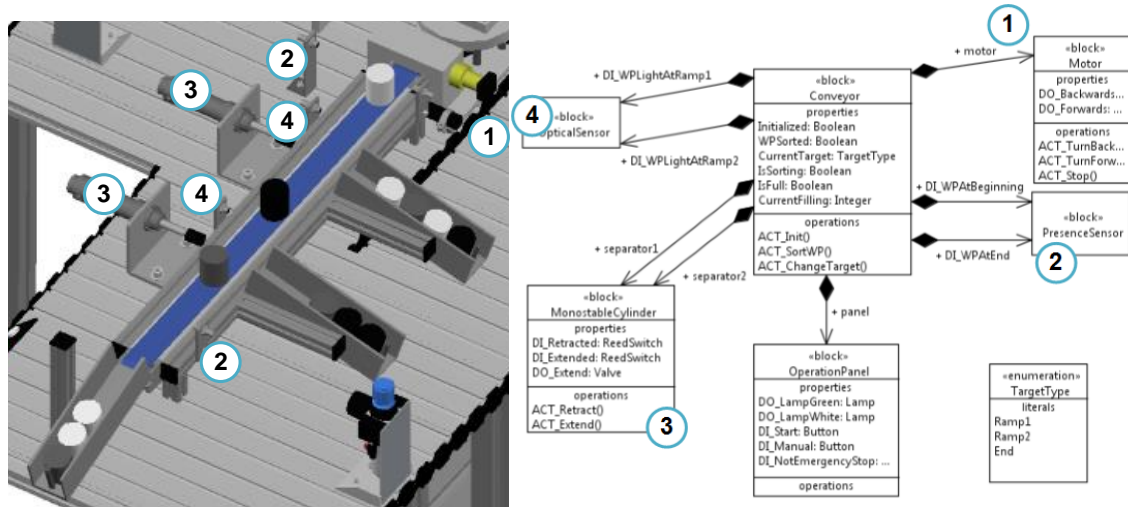 2
3
4
1
3
4
2
1
+ motor
«block»
Motor
properties
DO_Backwards...
DO_Forwards: ...
operations
ACT_TurnBack...
ACT_TurnForw...
ACT_Stop()
+ DI_WPLightAtRamp1
4
«block»
OpticalSensor
+ DI_WPLightAtRamp2
«block»
Conveyor
properties
Initialized: Boolean
WPSorted: Boolean
CurrentTarget: TargetType
IsSorting: Boolean
IsFull: Boolean
CurrentFilling: Integer
operations
ACT_Init()
ACT_SortWP()
ACT_ChangeTarget()
+ DI_WPAtBeginning
«block»
PresenceSensor
2
+ DI_WPAtEnd
+ separator1
+ separator2
«block»
MonostableCylinder
properties
DI_Retracted: ReedSwitch
DI_Extended: ReedSwitch
DO_Extend: Valve
operations
ACT_Retract()
ACT_Extend()
3
+ panel
«block»
OperationPanel
properties
DO_LampGreen: Lamp
DO_LampWhite: Lamp
DI_Start: Button
DI_Manual: Button
DI_NotEmergencyStop: ...
operations
«enumeration»
TargetType
literals
Ramp1
Ramp2
End